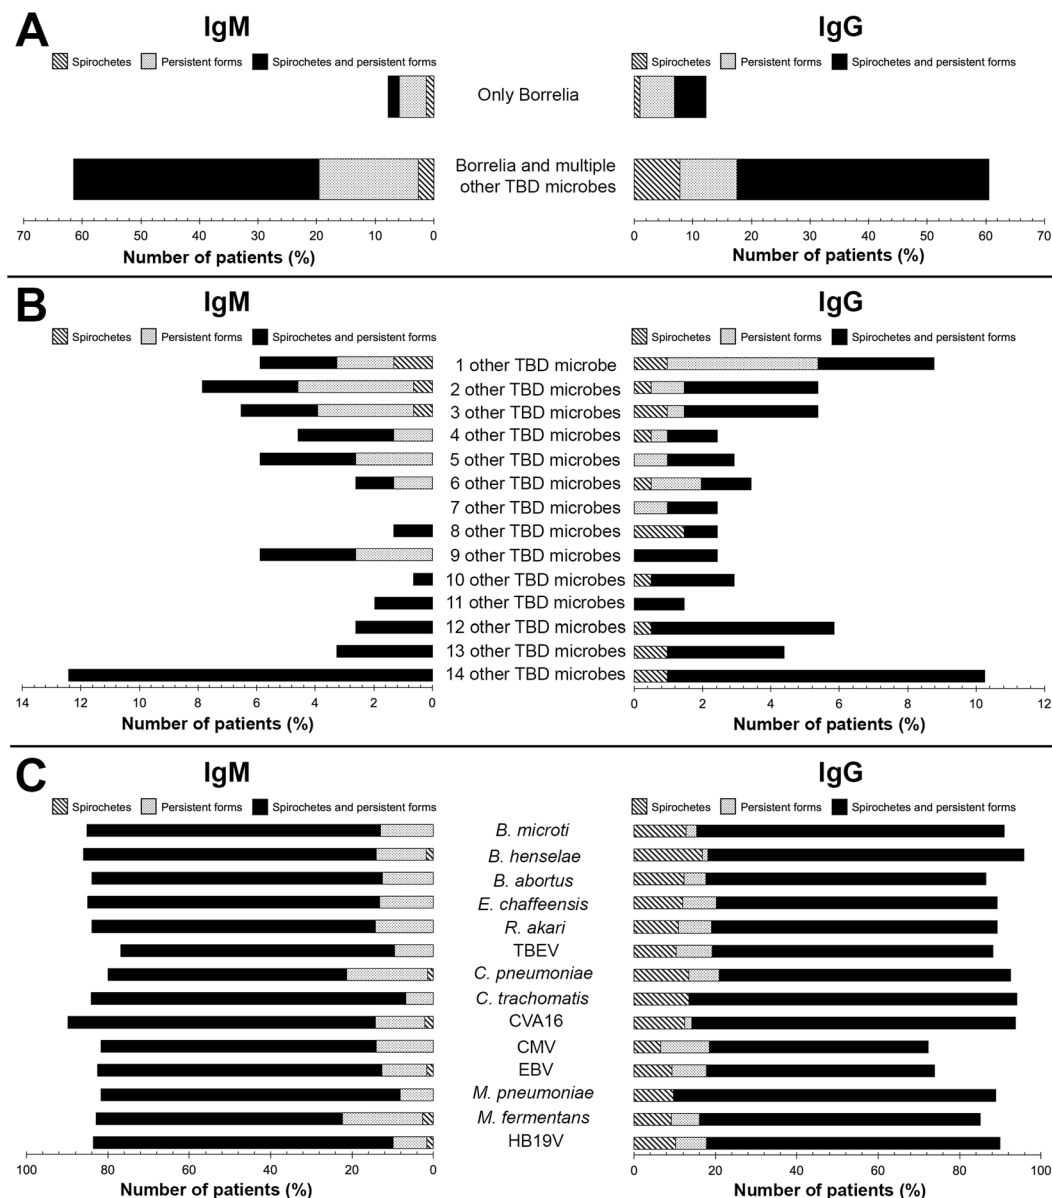 A
IgM
IgG
Spirochetes Persistent forms Spirochetes and persistent forms
Spirochetes Persistent forms Spirochetes and persistent forms
Only Borrelia
Borrelia and multiple
other TBD microbes
70 60 50 40 30 20 10 0
0 10 20 30 40 50 60 70
Number of patients (%)
Number of patients (%)
B
IgM
IgG
Spirochetes Persistent forms Spirochetes and persistent forms
Spirochetes Persistent forms Spirochetes and persistent forms
1 other TBD microbe
2 other TBD microbes
3 other TBD microbes
4 other TBD microbes
5 other TBD microbes
6 other TBD microbes
7 other TBD microbes
8 other TBD microbes
9 other TBD microbes
10 other TBD microbes
11 other TBD microbes
12 other TBD microbes
13 other TBD microbes
14 other TBD microbes
14 12 10 8 6 4 2 0
0 2 4 6 8 10 12
Number of patients (%)
Number of patients (%)
C
IgM
IgG
Spirochetes Persistent forms Spirochetes and persistent forms
Spirochetes Persistent forms Spirochetes and persistent forms
B. microti
B. henselae
B. abortus
E. chaffeensis
R. akari
TBEV
C. pneumoniae
C. trachomatis
CVA16
CMV
EBV
M. pneumoniae
M. fermentans
HB19V
100 80 60 40 20 0
0 20 40 60 80 100
Number of patients (%)
Number of patients (%)